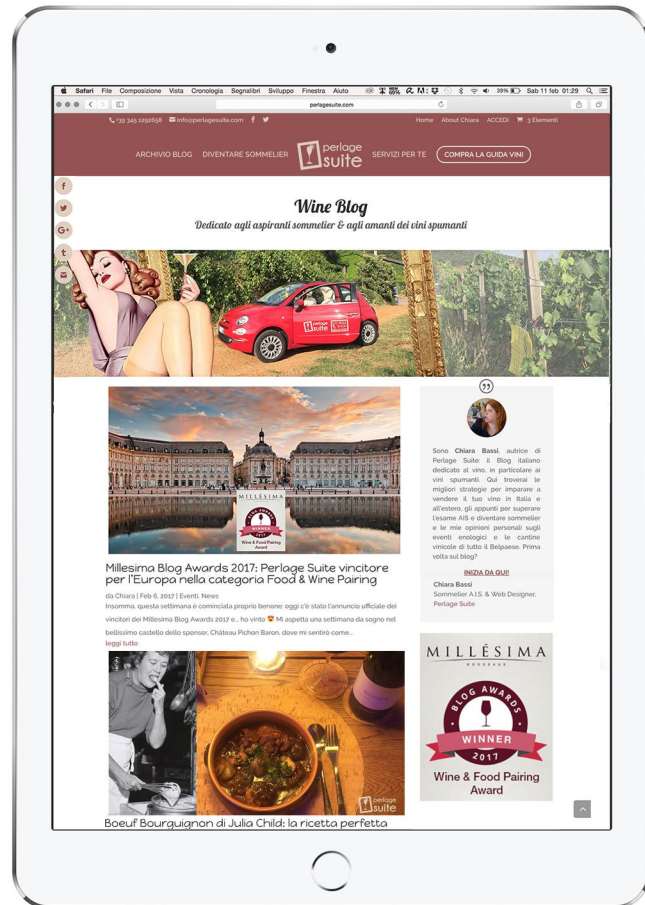 Safari File Composizione Vista Cronologia Segnalibri Sviluppo Finestra Aiuto 39% Sab 11 feb 01:29
perlagesuite.com
+39 345 1292658 info@perlagesuite.com Home About Chiara ACCEDI 3 Elementi
ARCHIVIO BLOG DIVENTARE SOMMELIER perlage suite SERVIZI PER TE COMPRA LA GUIDA VINI
Wine Blog
Dedicato agli aspiranti sommelier & agli amanti dei vini spumanti
perlage
suite
MILLÉSIMA
WINNER
Wine & Food Pairing
Award
Millesima Blog Awards 2017: Perlage Suite vincitore
per l'Europa nella categoria Food & Wine Pairing
da Chiara | Feb 6, 2017 | Eventi, News
Insomma, questa settimana è cominciata proprio benone: oggi c'è stato l'annuncio ufficiale dei
vincitori dei Millesima Blog Awards 2017 e... ho vinto 😍 Mi aspetta una settimana da sogno nel
bellissimo castello dello sponsor, Château Pichon Baron, dove mi sentirò come...
leggi tutto
perlage
suite
Boeuf Bourguignon di Julia Child: la ricetta perfetta
Sono Chiara Bassi, autrice di
Perlage Suite: il Blog italiano
dedicato al vino, in particolare ai
vini spumanti. Qui troverai le
migliori strategie per imparare a
vendere il tuo vino in Italia e
all'estero, gli appunti per superare
l'esame AIS e diventare sommelier
e le mie opinioni personali sugli
eventi enologici e le cantine
vinicole di tutto il Belpaese. Prima
volta sul blog?
INIZIA DA QUI!
Chiara Bassi
Sommelier A.I.S. & Web Designer,
Perlage Suite
MILLÉSIMA
BORDEAUX
BLOG AWARDS
WINNER
2017
Wine & Food Pairing
Award